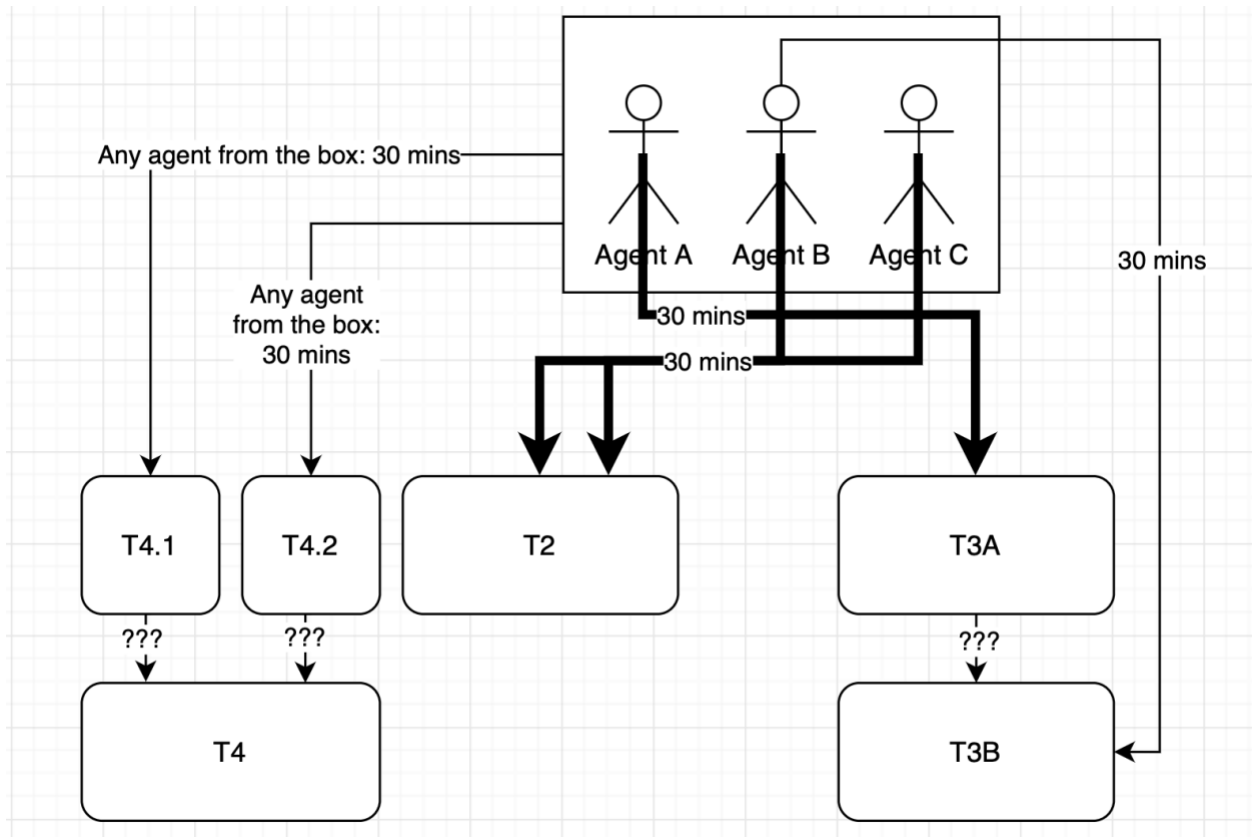 Any agent from the box: 30 mins
Agent A
Agent B
Agent C
30 mins
Any agent
from the box:
30 mins
30 mins
30 mins
T4.1
T4.2
T2
T3A
???
???
???
T4
T3B